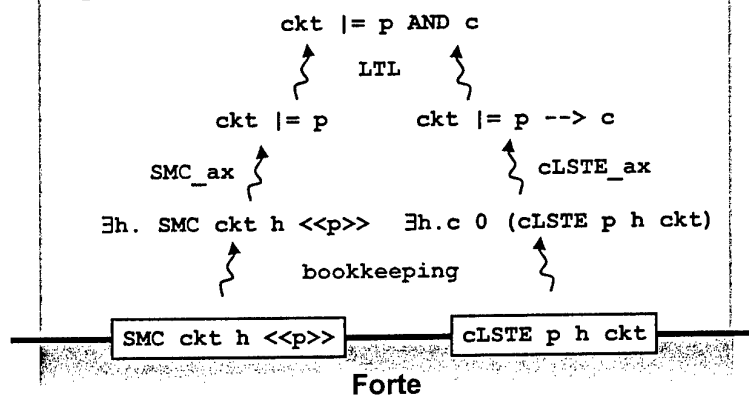 ckt |= p AND c
LTL
ckt |= p ckt |= p --> c
SMC_ax cLSTE_ax
∃h. SMC ckt h <<p>> ∃h.c 0 (cLSTE p h ckt)
bookkeeping
SMC ckt h <<p>> cLSTE p h ckt
Forte